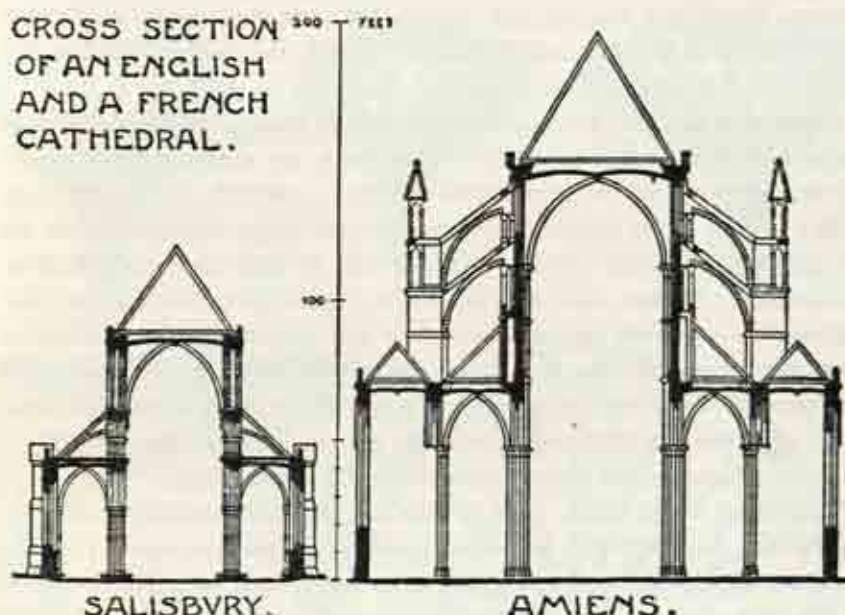 CROSS SECTION
OF AN ENGLISH
AND A FRENCH
CATHEDRAL.
200 FEET
100
SALISBVRY.
AMIENS.